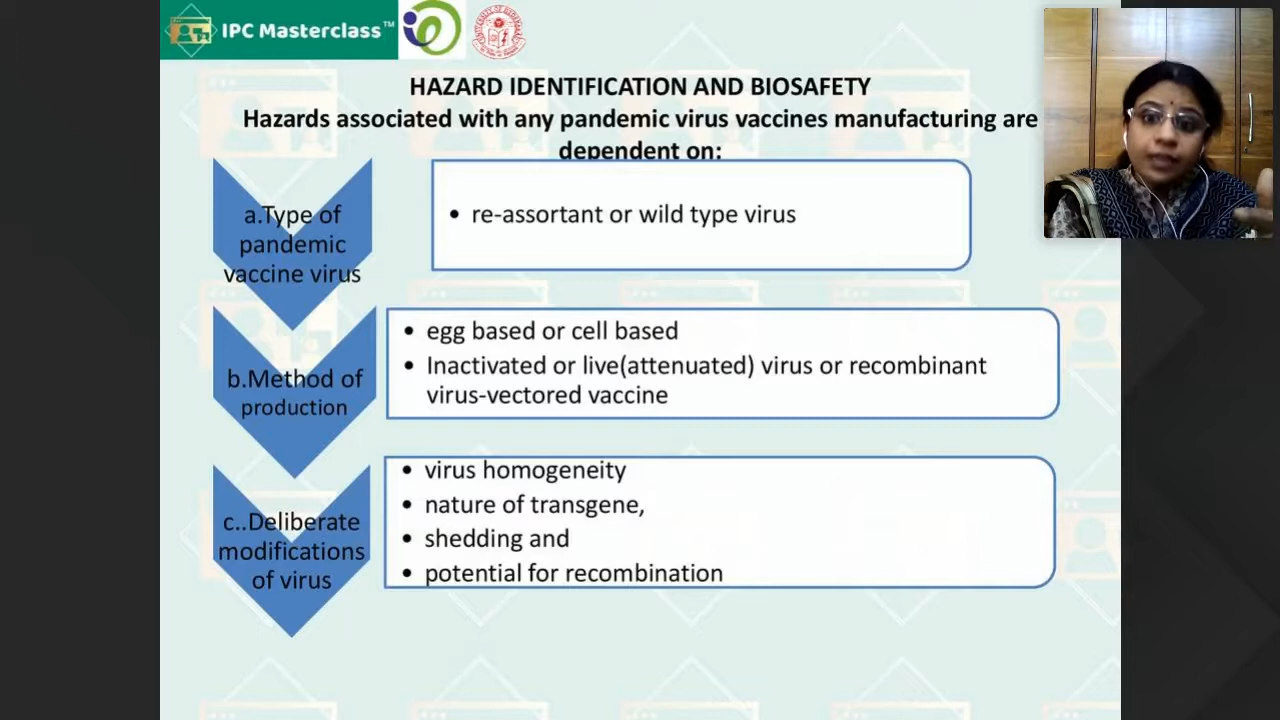 IPC Masterclass™
HAZARD IDENTIFICATION AND BIOSAFETY
Hazards associated with any pandemic virus vaccines manufacturing are
dependent on:
a.Type of
pandemic
vaccine virus
• re-assortant or wild type virus
b.Method of
production
• egg based or cell based
• Inactivated or live(attenuated) virus or recombinant
virus-vectored vaccine
c..Deliberate
modifications
of virus
• virus homogeneity
• nature of transgene,
• shedding and
• potential for recombination